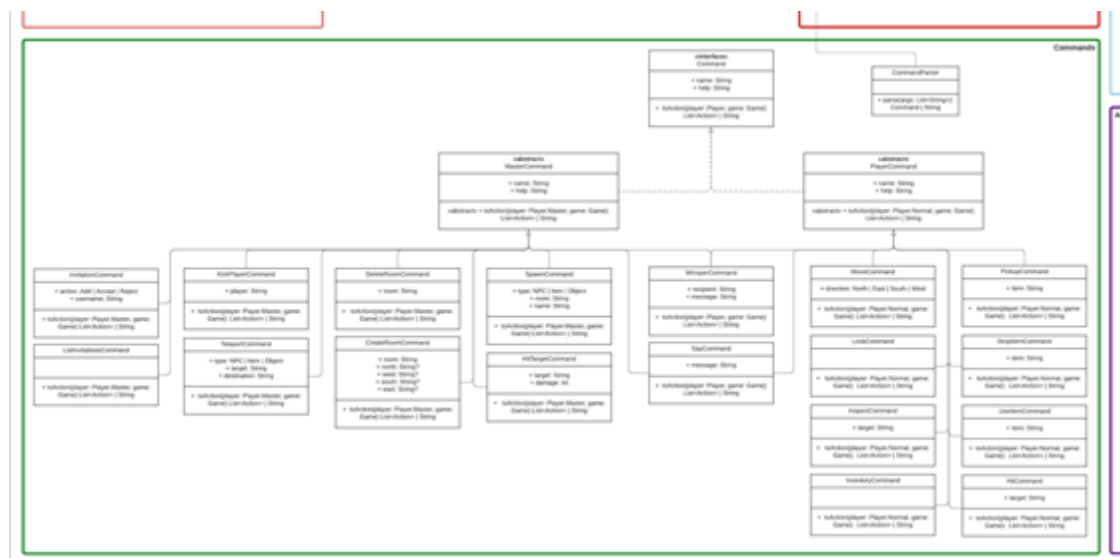 Commands
«interface»
Command
+ name: String
+ help: String
+ toAction(player: Player, game: Game)
List<Action> | String
CommandParser
+ parse(args: List<String>)
Command | String
«abstract»
MasterCommand
+ name: String
+ help: String
«abstract» + toAction(player: Player.Master, game: Game)
List<Action> | String
«abstract»
PlayerCommand
+ name: String
+ help: String
«abstract» + toAction(player: Player.Normal, game: Game)
List<Action> | String
InvitationCommand
+ action: Add | Accept | Reject
+ username: String
+ toAction(player: Player.Master, game:
Game) List<Action> | String
ListInvitationsCommand
+ toAction(player: Player.Master, game:
Game) List<Action> | String
KickPlayerCommand
+ player: String
+ toAction(player: Player.Master, game:
Game) List<Action> | String
TeleportCommand
+ type: NPC | Item | Object
+ target: String
+ destination: String
+ toAction(player: Player.Master, game:
Game) List<Action> | String
DeleteRoomCommand
+ room: String
+ toAction(player: Player.Master, game:
Game) List<Action> | String
CreateRoomCommand
+ room: String
+ north: String?
+ west: String?
+ south: String?
+ east: String?
+ toAction(player: Player.Master, game:
Game) List<Action> | String
SpawnCommand
+ type: NPC | Item | Object
+ room: String
+ name: String
+ toAction(player: Player.Master, game:
Game) List<Action> | String
HitTargetCommand
+ target: String
+ damage: Int
+ toAction(player: Player.Master, game:
Game) List<Action> | String
WhisperCommand
+ recipient: String
+ message: String
+ toAction(player: Player, game: Game)
List<Action> | String
SayCommand
+ message: String
+ toAction(player: Player, game: Game)
List<Action> | String
MoveCommand
+ direction: North | East | South | West
+ toAction(player: Player.Normal, game:
Game) List<Action> | String
LookCommand
+ toAction(player: Player.Normal, game:
Game) List<Action> | String
InspectCommand
+ target: String
+ toAction(player: Player.Normal, game:
Game) List<Action> | String
InventoryCommand
+ toAction(player: Player.Normal, game:
Game) List<Action> | String
PickupCommand
+ item: String
+ toAction(player: Player.Normal, game:
Game) List<Action> | String
DropItemCommand
+ item: String
+ toAction(player: Player.Normal, game:
Game) List<Action> | String
UseItemCommand
+ item: String
+ toAction(player: Player.Normal, game:
Game) List<Action> | String
HitCommand
+ target: String
+ toAction(player: Player.Normal, game:
Game) List<Action> | String